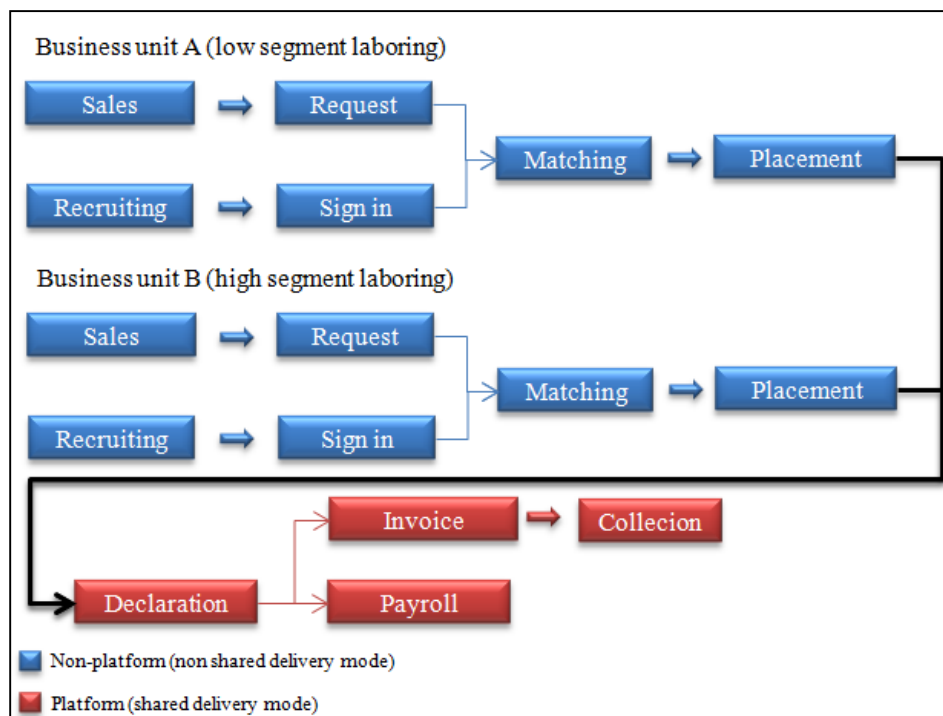 Business unit A (low segment laboring)
Sales
Request
Matching
Placement
Recruiting
Sign in
Business unit B (high segment laboring)
Sales
Request
Matching
Placement
Recruiting
Sign in
Invoice
Collecion
Declaration
Payroll
Non-platform (non shared delivery mode)
Platform (shared delivery mode)